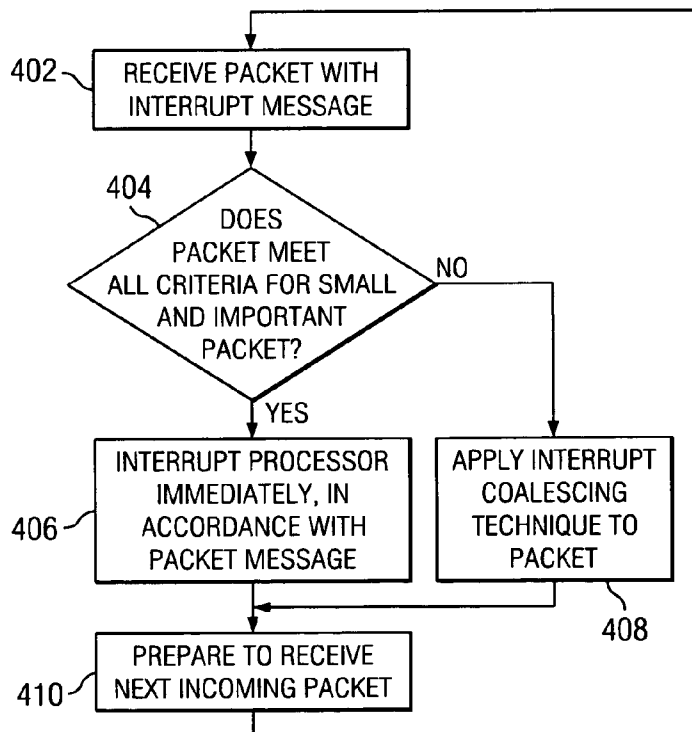 402
RECEIVE PACKET WITH
INTERRUPT MESSAGE
404
DOES
PACKET MEET
ALL CRITERIA FOR SMALL
AND IMPORTANT
PACKET?
NO
YES
406
INTERRUPT PROCESSOR
IMMEDIATELY, IN
ACCORDANCE WITH
PACKET MESSAGE
APPLY INTERRUPT
COALESCING
TECHNIQUE TO
PACKET
408
410
PREPARE TO RECEIVE
NEXT INCOMING PACKET